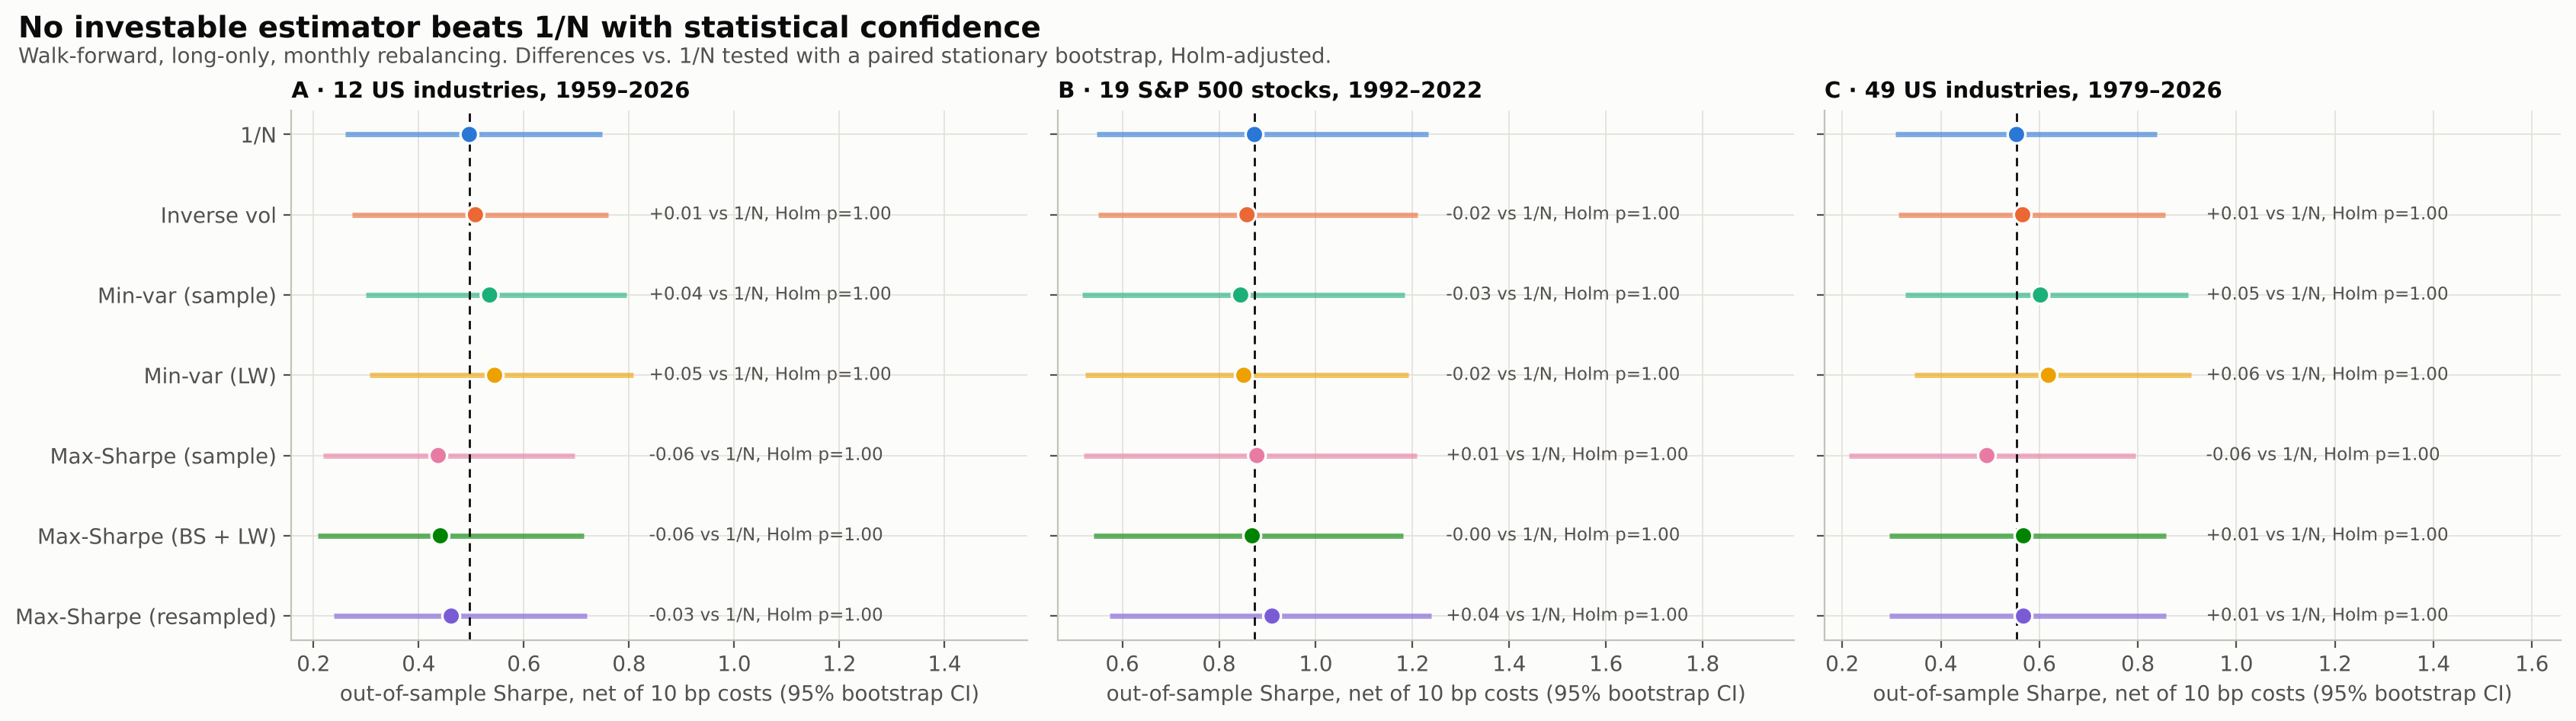 No investable estimator beats 1/N with statistical confidence
Walk-forward, long-only, monthly rebalancing. Differences vs. 1/N tested with a paired stationary bootstrap, Holm-adjusted.
A · 12 US industries, 1959–2026
1/N
Inverse vol
+0.01 vs 1/N, Holm p=1.00
Min-var (sample)
+0.04 vs 1/N, Holm p=1.00
Min-var (LW)
+0.05 vs 1/N, Holm p=1.00
Max-Sharpe (sample)
-0.06 vs 1/N, Holm p=1.00
Max-Sharpe (BS + LW)
-0.06 vs 1/N, Holm p=1.00
Max-Sharpe (resampled)
-0.03 vs 1/N, Holm p=1.00
0.2 0.4 0.6 0.8 1.0 1.2 1.4
out-of-sample Sharpe, net of 10 bp costs (95% bootstrap CI)
B · 19 S&P 500 stocks, 1992–2022
-0.02 vs 1/N, Holm p=1.00
-0.03 vs 1/N, Holm p=1.00
-0.02 vs 1/N, Holm p=1.00
+0.01 vs 1/N, Holm p=1.00
-0.00 vs 1/N, Holm p=1.00
+0.04 vs 1/N, Holm p=1.00
0.6 0.8 1.0 1.2 1.4 1.6 1.8
out-of-sample Sharpe, net of 10 bp costs (95% bootstrap CI)
C · 49 US industries, 1979–2026
+0.01 vs 1/N, Holm p=1.00
+0.05 vs 1/N, Holm p=1.00
+0.06 vs 1/N, Holm p=1.00
-0.06 vs 1/N, Holm p=1.00
+0.01 vs 1/N, Holm p=1.00
+0.01 vs 1/N, Holm p=1.00
0.2 0.4 0.6 0.8 1.0 1.2 1.4 1.6
out-of-sample Sharpe, net of 10 bp costs (95% bootstrap CI)